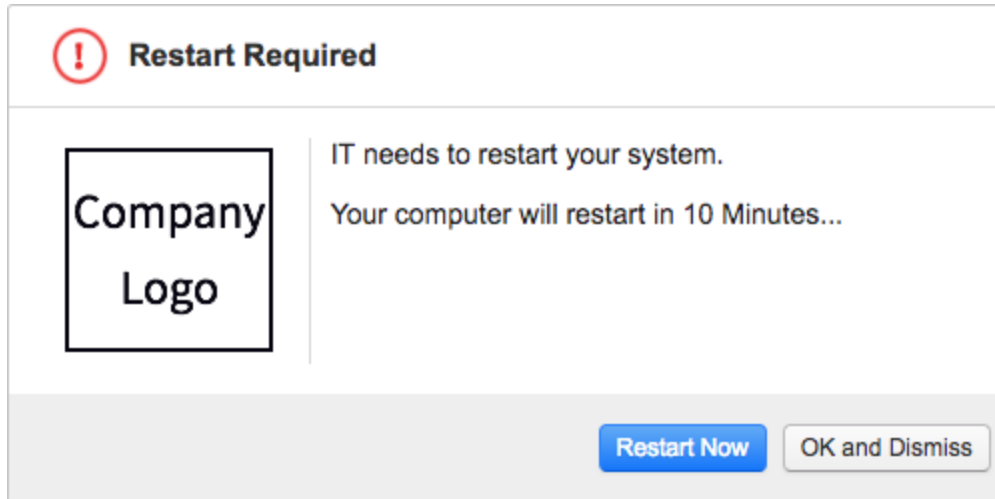 Restart Required
Company
Logo
IT needs to restart your system.
Your computer will restart in 10 Minutes...
Restart Now
OK and Dismiss